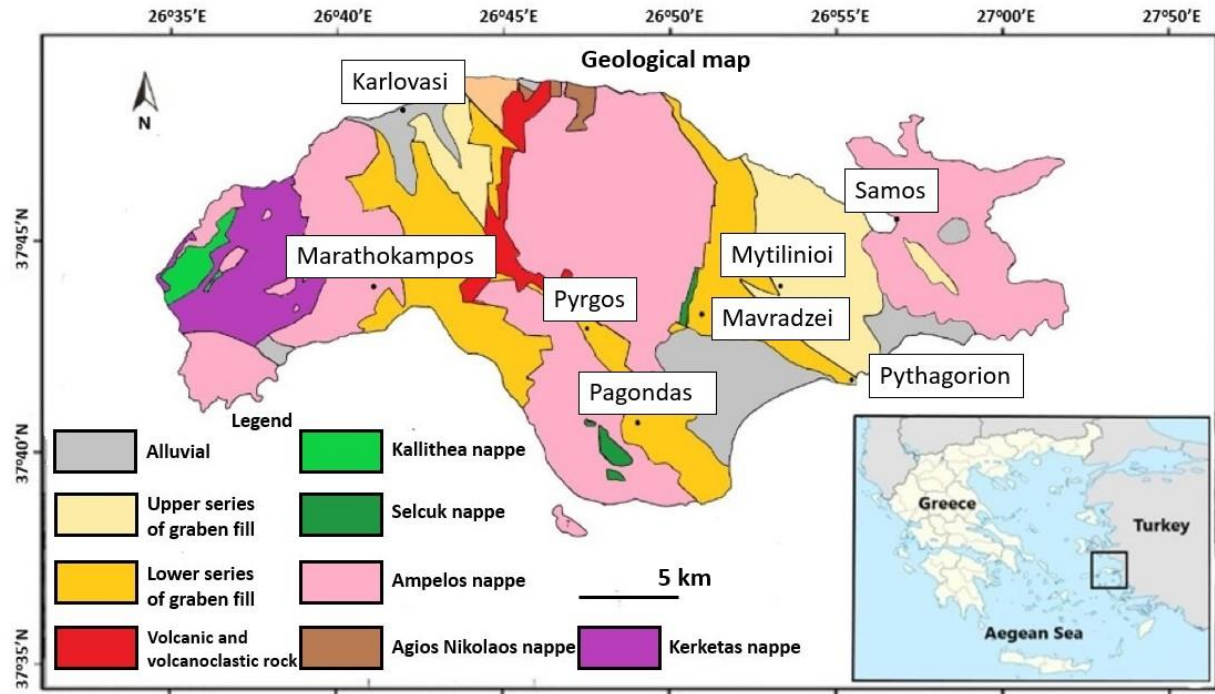 26°35'E 26°40'E 26°45'E 26°50'E 26°55'E 27°00'E 27°50'E
Geological map
Karlovasi
N
Samos
37°45'N
Marathokampos
Mytilinioi
Pyrgos
Mavradzei
Pythagorion
Pagondas
Legend
37°40'N
Alluvial
Kallithea nappe
Upper series
of graben fill
Selcuk nappe
Lower series
of graben fill
Ampelos nappe
5 km
Volcanic and
volcanoclastic rock
Agios Nikolaos nappe
Kerketas nappe
37°35'N
Greece
Turkey
Aegean Sea